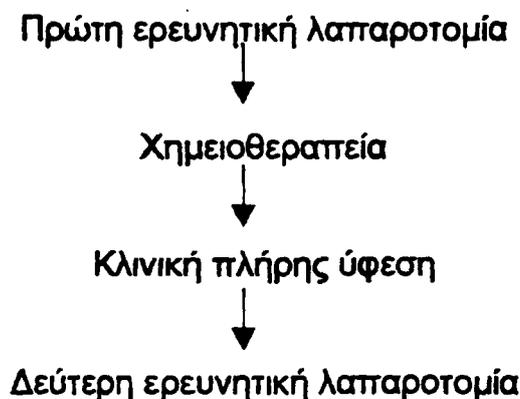 Πρώτη ερευνητική λαπαροτομία
Χημειοθεραπεία
Κλινική πλήρης ύφεση
Δεύτερη ερευνητική λαπαροτομία